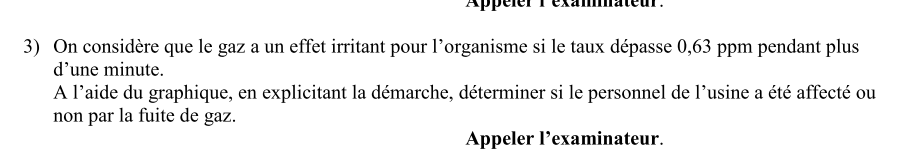 Appeler l'examinateur.
3) On considère que le gaz a un effet irritant pour l'organisme si le taux dépasse 0,63 ppm pendant plus
d'une minute.
A l'aide du graphique, en explicitant la démarche, déterminer si le personnel de l'usine a été affecté ou
non par la fuite de gaz.
Appeler l'examinateur.